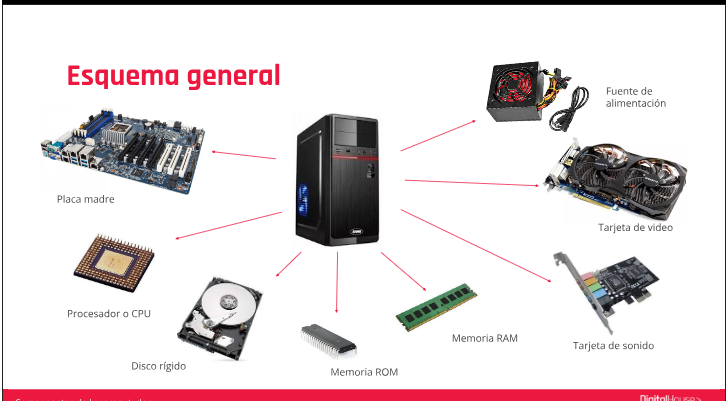 Esquema general
Fuente de
alimentación
Placa madre
Tarjeta de video
Procesador o CPU
Memoria RAM
Tarjeta de sonido
Disco rígido
Memoria ROM
DigitalHouse>